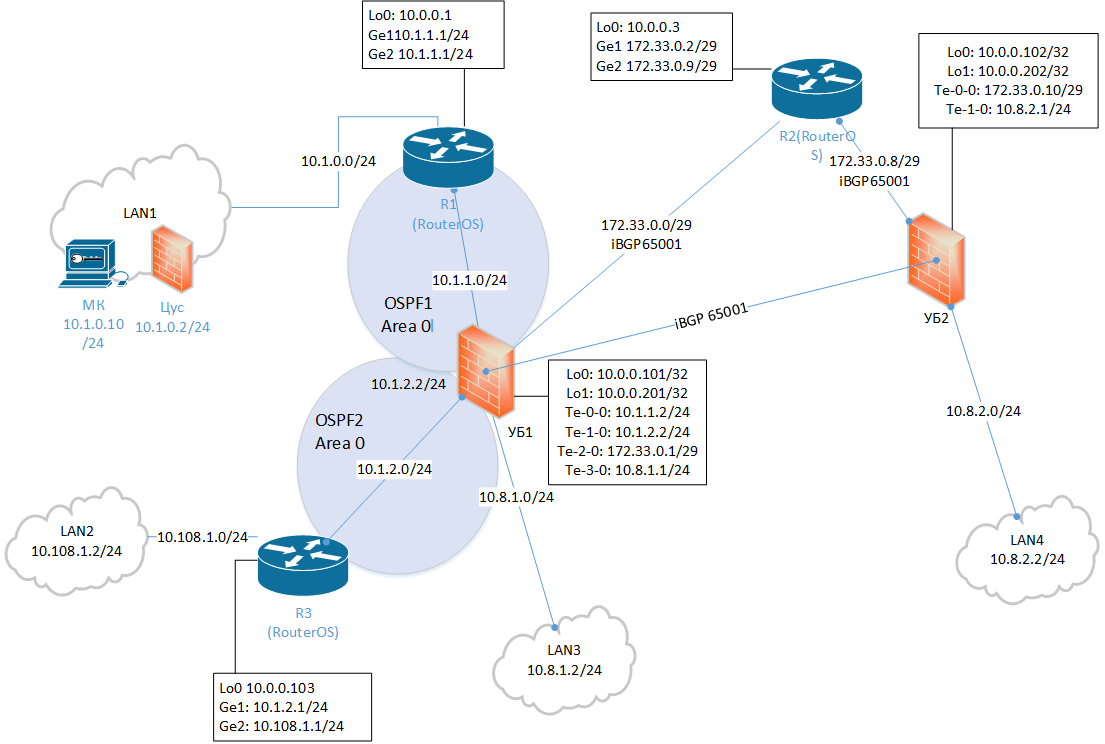 Lo0: 10.0.0.1
Ge110.1.1.1/24
Ge2 10.1.1.1/24
Lo0: 10.0.0.3
Ge1 172.33.0.2/29
Ge2 172.33.0.9/29
Lo0: 10.0.0.102/32
Lo1: 10.0.0.202/32
Te-0-0: 172.33.0.10/29
Te-1-0: 10.8.2.1/24
R2(RouterO
S)
172.33.0.8/29
iBGP65001
10.1.0.0/24
LAN1
R1
(RouterOS)
172.33.0.0/29
iBGP65001
10.1.1.0/24
МК
10.1.0.10
/24
Цус
10.1.0.2/24
OSPF1
Area 0
iBGP 65001
УБ2
10.1.2.2/24
Lo0: 10.0.0.101/32
Lo1: 10.0.0.201/32
Te-0-0: 10.1.1.2/24
Te-1-0: 10.1.2.2/24
Te-2-0: 172.33.0.1/29
Te-3-0: 10.8.1.1/24
УБ1
10.8.2.0/24
OSPF2
Area 0
10.1.2.0/24
10.8.1.0/24
LAN2
10.108.1.2/24
10.108.1.0/24
LAN4
10.8.2.2/24
R3
(RouterOS)
LAN3
10.8.1.2/24
Lo0 10.0.0.103
Ge1: 10.1.2.1/24
Ge2: 10.108.1.1/24